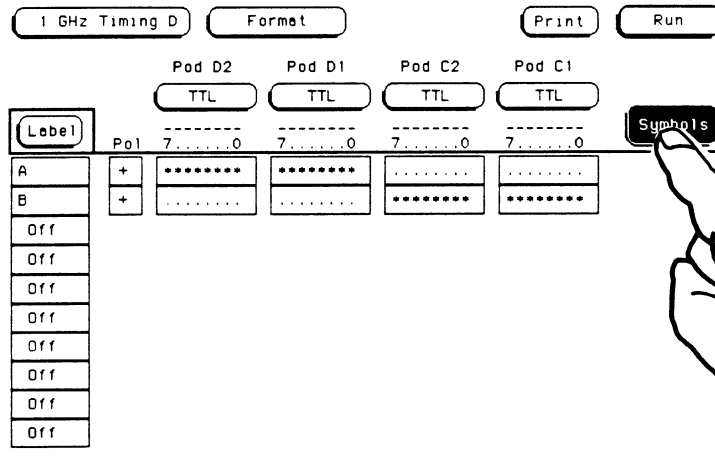 1 GHz Timing D Format Print Run
Pod D2 Pod D1 Pod C2 Pod C1
TTL TTL TTL TTL
Symbols
Label Pol -------- -------- -------- --------
7......0 7......0 7......0 7......0
A + ******** ******** ........ ........
B + ........ ........ ******** ********
Off
Off
Off
Off
Off
Off
Off
Off